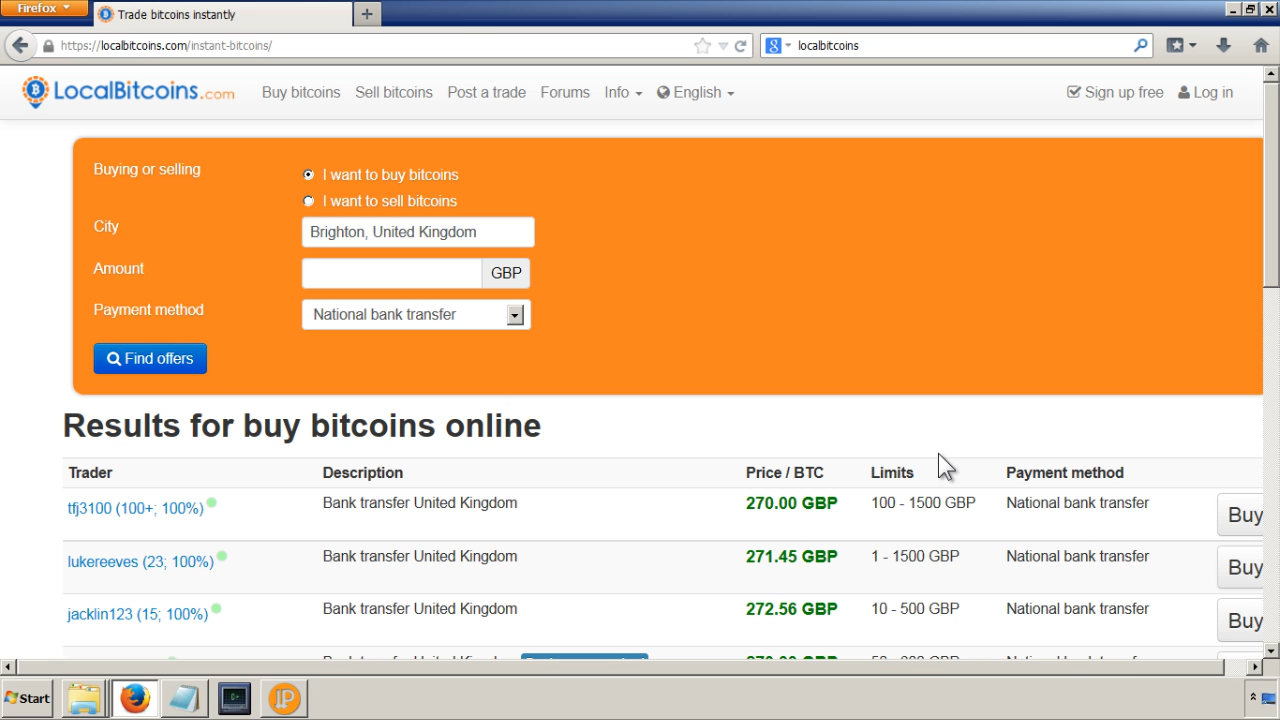 Firefox
Trade bitcoins instantly
https://localbitcoins.com/instant-bitcoins/
localbitcoins
LocalBitcoins.com Buy bitcoins Sell bitcoins Post a trade Forums Info English Sign up free Log in
Buying or selling
I want to buy bitcoins
I want to sell bitcoins
City
Brighton, United Kingdom
Amount
GBP
Payment method
National bank transfer
Find offers
Results for buy bitcoins online
Trader Description Price / BTC Limits Payment method
tfj3100 (100+; 100%) Bank transfer United Kingdom 270.00 GBP 100 - 1500 GBP National bank transfer Buy
lukereeves (23; 100%) Bank transfer United Kingdom 271.45 GBP 1 - 1500 GBP National bank transfer Buy
jacklin123 (15; 100%) Bank transfer United Kingdom 272.56 GBP 10 - 500 GBP National bank transfer Buy
Start